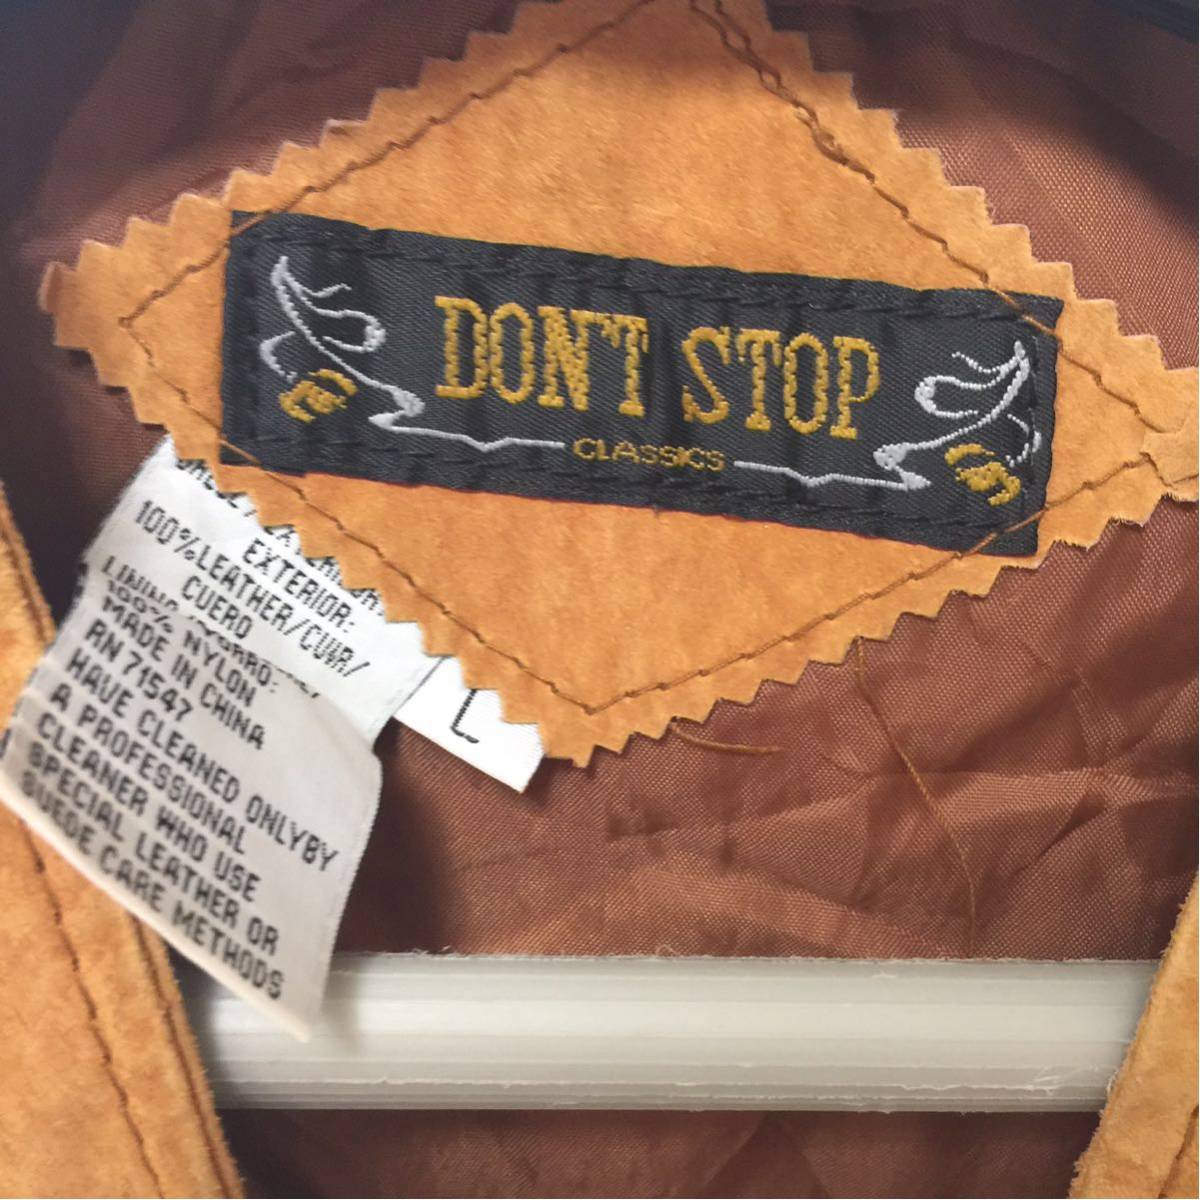 DON'T STOP
CLASSICS
EXTERIOR:
100%LEATHER/CUIR/
CUERO
100% NYLON
MADE IN CHINA
RN 71547
HAVE CLEANED ONLYBY
A PROFESSIONAL
CLEANER WHO USE
SPECIAL LEATHER OR
SUEDE CARE METHODS
L